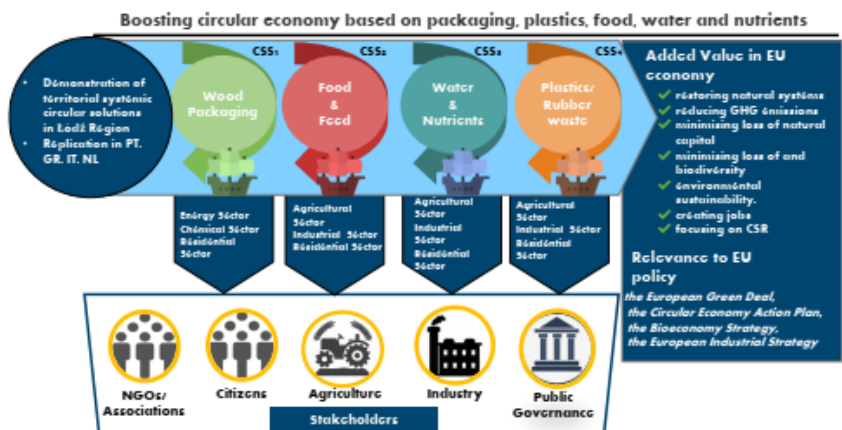 Boosting circular economy based on packaging, plastics, food, water and nutrients
• Demonstration of
territorial systemic
circular solutions
in Łódź Region
• Replication in PT.
GR. IT. NL
CSS1
Wood
Packaging
CSS2
Food
&
Feed
CSS3
Water
&
Nutrients
CSS4
Plastics/
Rubber
waste
Energy Sector
Chemical Sector
Residential
Sector
Agricultural
Sector
Industrial Sector
Residential Sector
Agricultural
Sector
Industrial
Sector
Residential
Sector
Agricultural
Sector
Industrial Sector
Residential
Sector
Added Value in EU
economy
✓ restoring natural systems
✓ reducing GHG emissions
✓ minimising loss of natural
capital
✓ minimising loss of and
biodiversity
✓ environmental
sustainability.
✓ creating jobs
✓ focusing on CSR
Relevance to EU
policy
the European Green Deal,
the Circular Economy Action Plan,
the Bioeconomy Strategy,
the European Industrial Strategy
NGOs/
Associations
Citizens
Agriculture
Industry
Public
Governance
Stakeholders